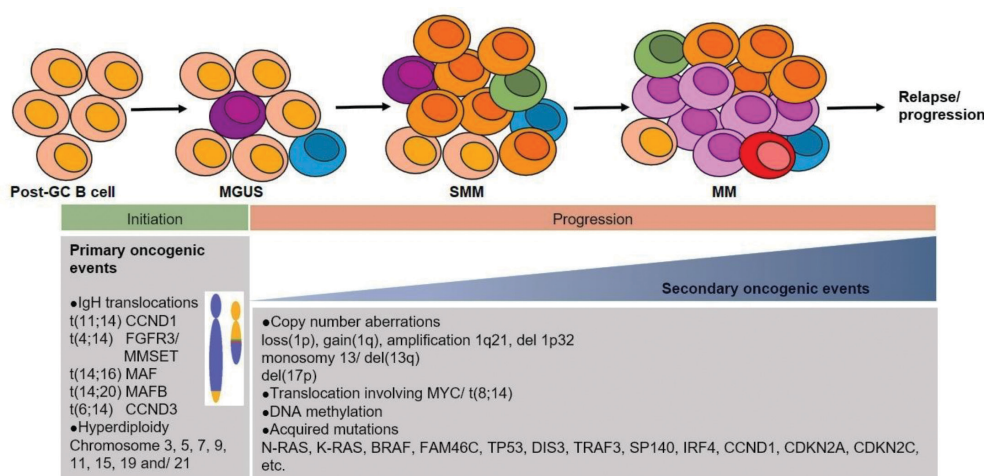 Relapse/
progression
Post-GC B cell
MGUS
SMM
MM
Initiation
Progression
Primary oncogenic
events
●IgH translocations
t(11;14) CCND1
t(4;14) FGFR3/
MMSET
t(14;16) MAF
t(14;20) MAFB
t(6;14) CCND3
●Hyperdiploidy
Chromosome 3, 5, 7, 9,
11, 15, 19 and/ 21
Secondary oncogenic events
●Copy number aberrations
loss(1p), gain(1q), amplification 1q21, del 1p32
monosomy 13/ del(13q)
del(17p)
●Translocation involving MYC/ t(8;14)
●DNA methylation
●Acquired mutations
N-RAS, K-RAS, BRAF, FAM46C, TP53, DIS3, TRAF3, SP140, IRF4, CCND1, CDKN2A, CDKN2C,
etc.